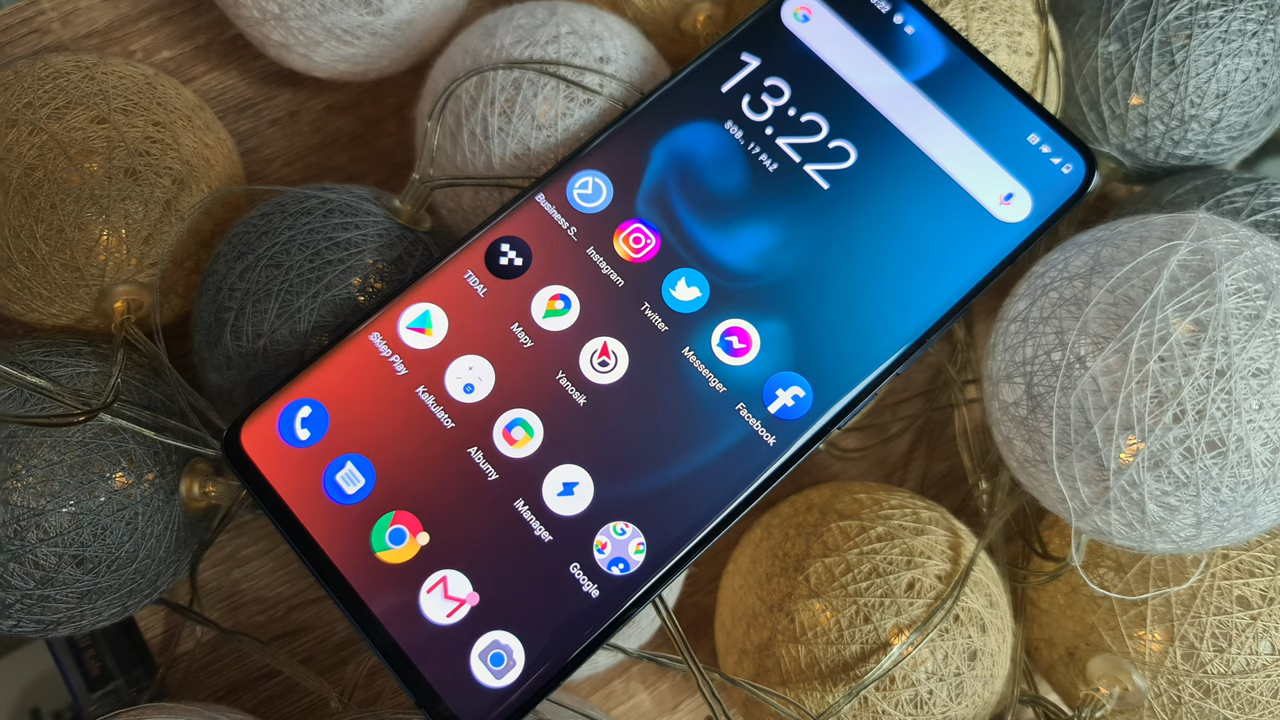 13:22
SOB., 17 PAŹ
Business S...
Instagram
Twitter
Messenger
Facebook
TIDAL
Mapy
Yanosik
Sklep Play
Kalkulator
Albumy
iManager
Google